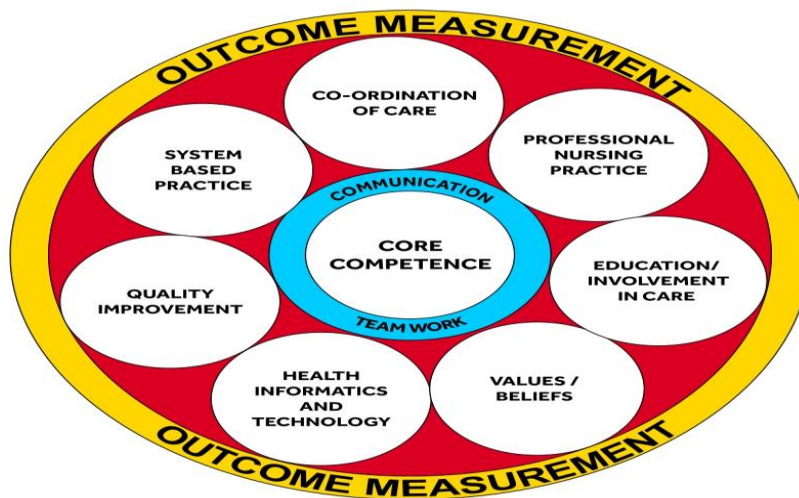 OUTCOME MEASUREMENT
CO-ORDINATION
OF CARE
SYSTEM
BASED
PRACTICE
PROFESSIONAL
NURSING
PRACTICE
COMMUNICATION
CORE
COMPETENCE
TEAM WORK
QUALITY
IMPROVEMENT
EDUCATION/
INVOLVEMENT
IN CARE
HEALTH
INFORMATICS
AND
TECHNOLOGY
VALUES /
BELIEFS
OUTCOME MEASUREMENT